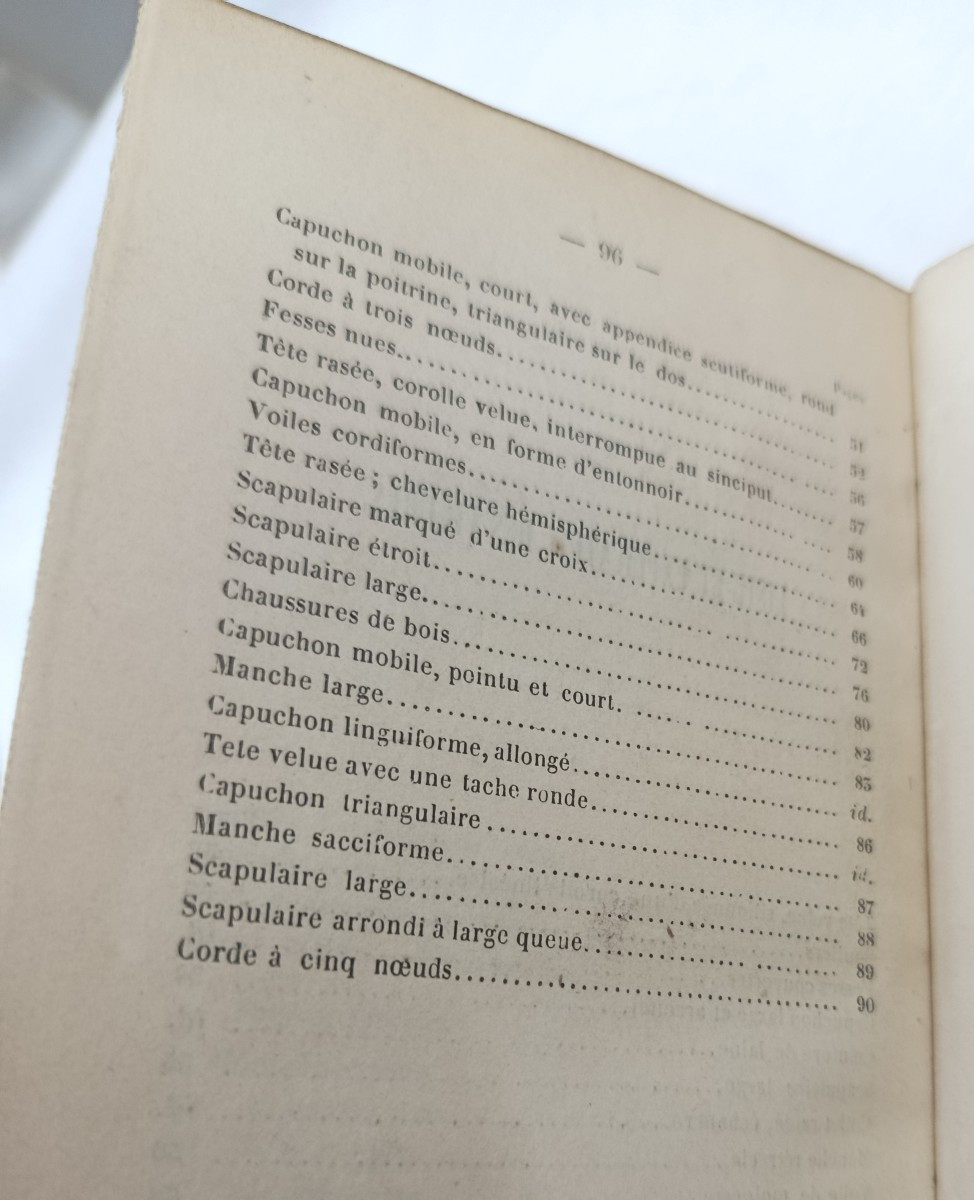 — 96 —
Pages
Capuchon mobile, court, avec appendice scutiforme, rond
sur la poitrine, triangulaire sur le dos.................. 51
Corde à trois nœuds.................................. 54
Fesses nues.......................................... 56
Tête rasée, corolle velue, interrompue au sinciput........ 57
Capuchon mobile, en forme d'entonnoir.................. 58
Voiles cordiformes.................................... 60
Tête rasée ; chevelure hémisphérique.................... 64
Scapulaire marqué d'une croix.......................... 66
Scapulaire étroit...................................... 72
Scapulaire large....................................... 76
Chaussures de bois.................................... 80
Capuchon mobile, pointu et court. ...................... 82
Manche large.......................................... 83
Capuchon linguiforme, allongé.......................... id.
Tete velue avec une tache ronde........................ 86
Capuchon triangulaire ................................. id.
Manche sacciforme..................................... 87
Scapulaire large....................................... 88
Scapulaire arrondi à large queue........................ 89
Corde à cinq nœuds.................................... 90